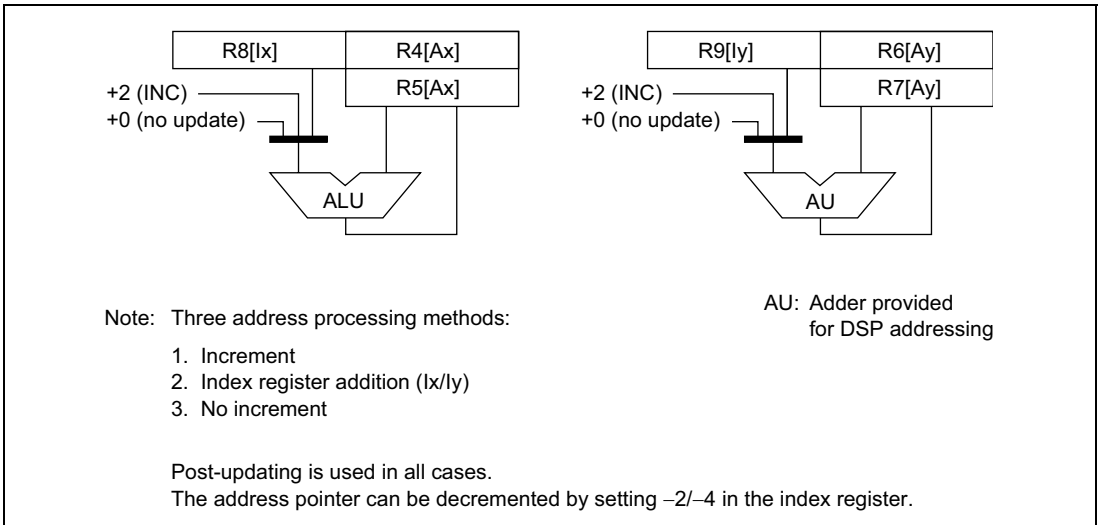 R8[Ix] R4[Ax]
R5[Ax]
+2 (INC)
+0 (no update)
ALU
R9[Iy] R6[Ay]
R7[Ay]
+2 (INC)
+0 (no update)
AU
AU: Adder provided
for DSP addressing
Note: Three address processing methods:
1. Increment
2. Index register addition (Ix/Iy)
3. No increment
Post-updating is used in all cases.
The address pointer can be decremented by setting −2/−4 in the index register.